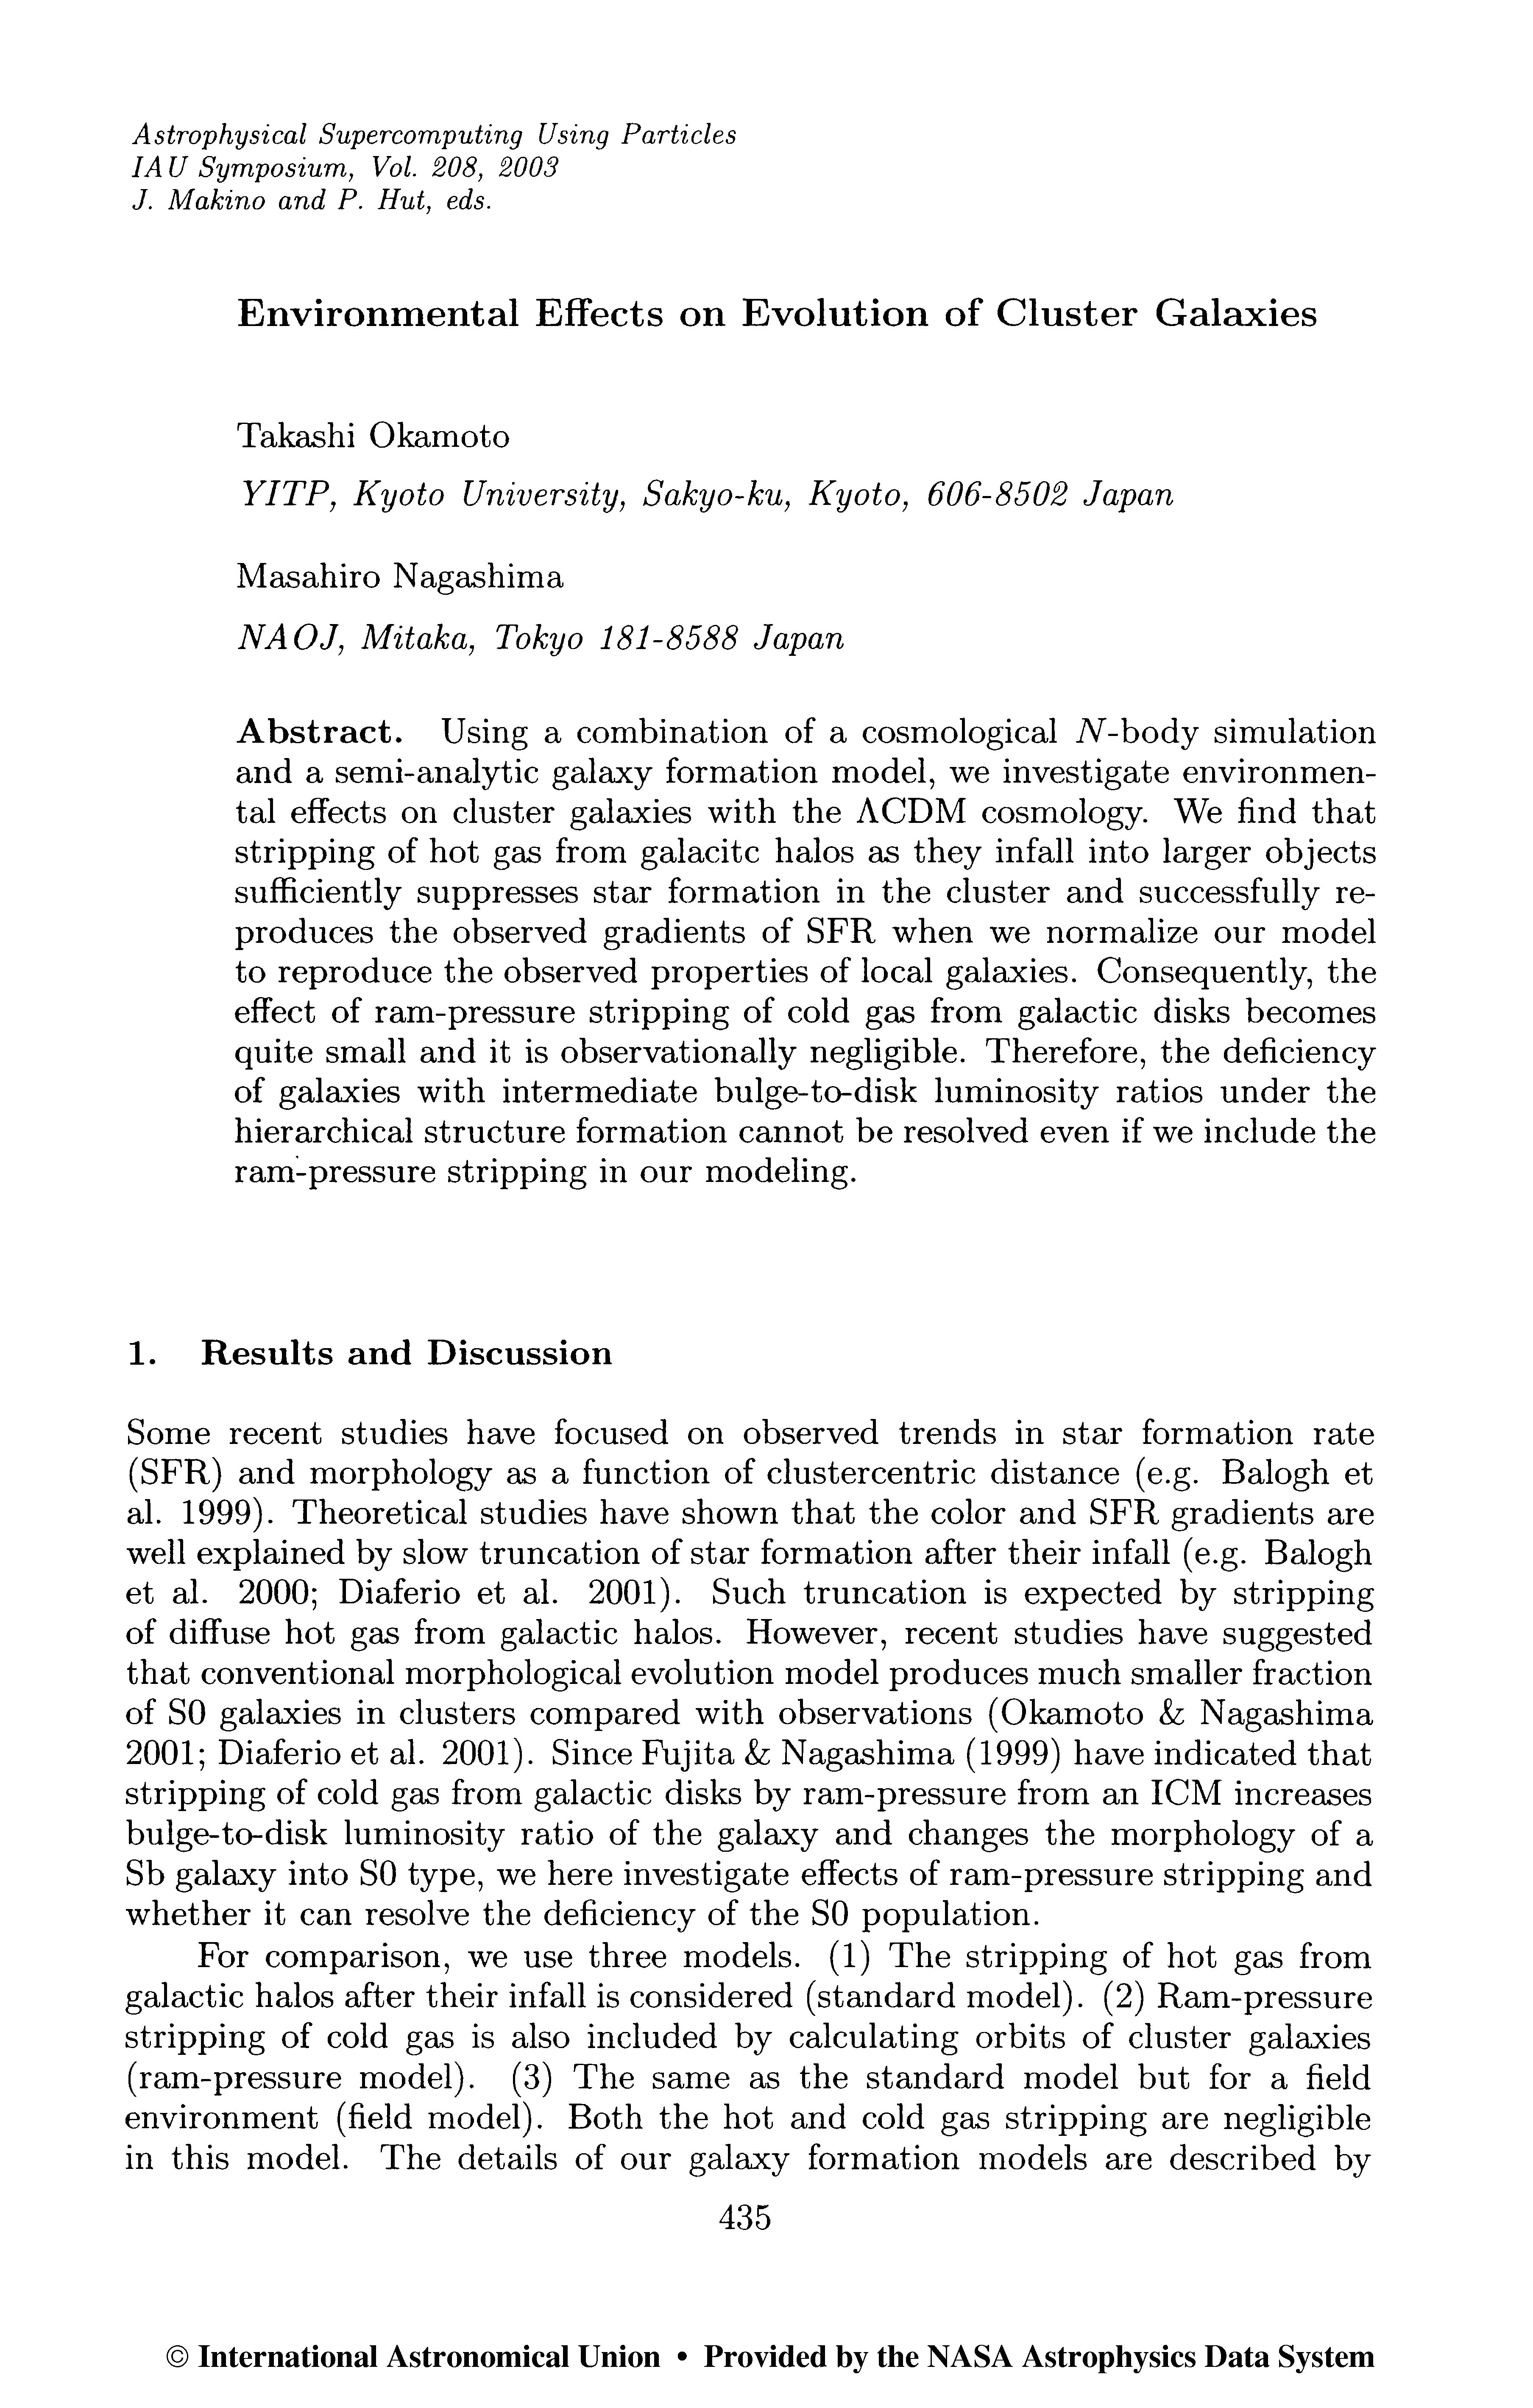 Astrophysical Supercomputing Using Particles
IAU Symposium, Vol. 208, 2003
J. Makino and P. Hut, eds.
Environmental Effects on Evolution of Cluster Galaxies
Takashi Okamoto
YITP, Kyoto University, Sakyo-ku, Kyoto, 606-8502 Japan
Masahiro Nagashima
NAOJ, Mitaka, Tokyo 181-8588 Japan
Abstract. Using a combination of a cosmological N-body simulation
and a semi-analytic galaxy formation model, we investigate environmen-
tal effects on cluster galaxies with the ΛCDM cosmology. We find that
stripping of hot gas from galacitc halos as they infall into larger objects
sufficiently suppresses star formation in the cluster and successfully re-
produces the observed gradients of SFR when we normalize our model
to reproduce the observed properties of local galaxies. Consequently, the
effect of ram-pressure stripping of cold gas from galactic disks becomes
quite small and it is observationally negligible. Therefore, the deficiency
of galaxies with intermediate bulge-to-disk luminosity ratios under the
hierarchical structure formation cannot be resolved even if we include the
ram-pressure stripping in our modeling.
1. Results and Discussion
Some recent studies have focused on observed trends in star formation rate
(SFR) and morphology as a function of clustercentric distance (e.g. Balogh et
al. 1999). Theoretical studies have shown that the color and SFR gradients are
well explained by slow truncation of star formation after their infall (e.g. Balogh
et al. 2000; Diaferio et al. 2001). Such truncation is expected by stripping
of diffuse hot gas from galactic halos. However, recent studies have suggested
that conventional morphological evolution model produces much smaller fraction
of S0 galaxies in clusters compared with observations (Okamoto & Nagashima
2001; Diaferio et al. 2001). Since Fujita & Nagashima (1999) have indicated that
stripping of cold gas from galactic disks by ram-pressure from an ICM increases
bulge-to-disk luminosity ratio of the galaxy and changes the morphology of a
Sb galaxy into S0 type, we here investigate effects of ram-pressure stripping and
whether it can resolve the deficiency of the S0 population.
For comparison, we use three models. (1) The stripping of hot gas from
galactic halos after their infall is considered (standard model). (2) Ram-pressure
stripping of cold gas is also included by calculating orbits of cluster galaxies
(ram-pressure model). (3) The same as the standard model but for a field
environment (field model). Both the hot and cold gas stripping are negligible
in this model. The details of our galaxy formation models are described by
435
© International Astronomical Union • Provided by the NASA Astrophysics Data System